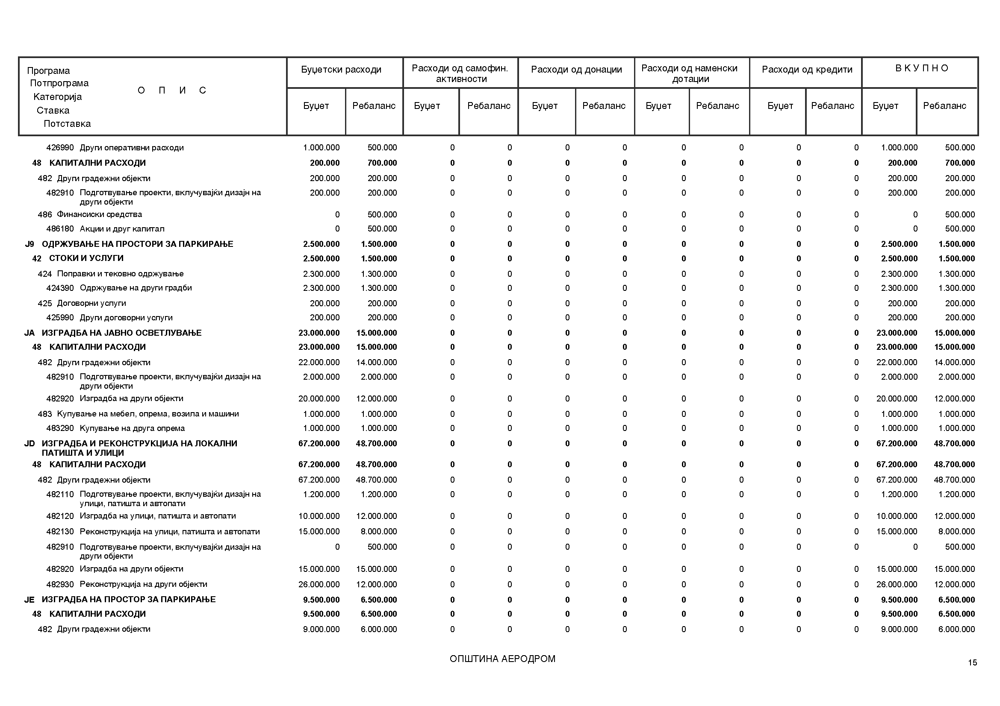 Програма
Потпрограма
Категорија
Ставка
Потставка
О П И С
Буџетски расходи
Расходи од самофин.
активности
Расходи од донации
Расходи од наменски
дотации
Расходи од кредити
В К У П Н О
Буџет Ребаланс Буџет Ребаланс Буџет Ребаланс Буџет Ребаланс Буџет Ребаланс Буџет Ребаланс
426990 Други оперативни расходи 1.000.000 500.000 0 0 0 0 0 0 0 0 1.000.000 500.000
48 КАПИТАЛНИ РАСХОДИ 200.000 700.000 0 0 0 0 0 0 0 0 200.000 700.000
482 Други градежни објекти 200.000 200.000 0 0 0 0 0 0 0 0 200.000 200.000
482910 Подготвување проекти, вклучувајќи дизајн на 200.000 200.000 0 0 0 0 0 0 0 0 200.000 200.000
други објекти
486 Финансиски средства 0 500.000 0 0 0 0 0 0 0 0 0 500.000
486180 Акции и друг капитал 0 500.000 0 0 0 0 0 0 0 0 0 500.000
J9 ОДРЖУВАЊЕ НА ПРОСТОРИ ЗА ПАРКИРАЊЕ 2.500.000 1.500.000 0 0 0 0 0 0 0 0 2.500.000 1.500.000
42 СТОКИ И УСЛУГИ 2.500.000 1.500.000 0 0 0 0 0 0 0 0 2.500.000 1.500.000
424 Поправки и тековно одржување 2.300.000 1.300.000 0 0 0 0 0 0 0 0 2.300.000 1.300.000
424390 Одржување на други градби 2.300.000 1.300.000 0 0 0 0 0 0 0 0 2.300.000 1.300.000
425 Договорни услуги 200.000 200.000 0 0 0 0 0 0 0 0 200.000 200.000
425990 Други договорни услуги 200.000 200.000 0 0 0 0 0 0 0 0 200.000 200.000
JA ИЗГРАДБА НА ЈАВНО ОСВЕТЛУВАЊЕ 23.000.000 15.000.000 0 0 0 0 0 0 0 0 23.000.000 15.000.000
48 КАПИТАЛНИ РАСХОДИ 23.000.000 15.000.000 0 0 0 0 0 0 0 0 23.000.000 15.000.000
482 Други градежни објекти 22.000.000 14.000.000 0 0 0 0 0 0 0 0 22.000.000 14.000.000
482910 Подготвување проекти, вклучувајќи дизајн на 2.000.000 2.000.000 0 0 0 0 0 0 0 0 2.000.000 2.000.000
други објекти
482920 Изградба на други објекти 20.000.000 12.000.000 0 0 0 0 0 0 0 0 20.000.000 12.000.000
483 Купување на мебел, опрема, возила и машини 1.000.000 1.000.000 0 0 0 0 0 0 0 0 1.000.000 1.000.000
483290 Купување на друга опрема 1.000.000 1.000.000 0 0 0 0 0 0 0 0 1.000.000 1.000.000
JD ИЗГРАДБА И РЕКОНСТРУКЦИЈА НА ЛОКАЛНИ 67.200.000 48.700.000 0 0 0 0 0 0 0 0 67.200.000 48.700.000
ПАТИШТА И УЛИЦИ
48 КАПИТАЛНИ РАСХОДИ 67.200.000 48.700.000 0 0 0 0 0 0 0 0 67.200.000 48.700.000
482 Други градежни објекти 67.200.000 48.700.000 0 0 0 0 0 0 0 0 67.200.000 48.700.000
482110 Подготвување проекти, вклучувајќи дизајн на 1.200.000 1.200.000 0 0 0 0 0 0 0 0 1.200.000 1.200.000
улици, патишта и автопати
482120 Изградба на улици, патишта и автопати 10.000.000 12.000.000 0 0 0 0 0 0 0 0 10.000.000 12.000.000
482130 Реконструкција на улици, патишта и автопати 15.000.000 8.000.000 0 0 0 0 0 0 0 0 15.000.000 8.000.000
482910 Подготвување проекти, вклучувајќи дизајн на 0 500.000 0 0 0 0 0 0 0 0 0 500.000
други објекти
482920 Изградба на други објекти 15.000.000 15.000.000 0 0 0 0 0 0 0 0 15.000.000 15.000.000
482930 Реконструкција на други објекти 26.000.000 12.000.000 0 0 0 0 0 0 0 0 26.000.000 12.000.000
JE ИЗГРАДБА НА ПРОСТОР ЗА ПАРКИРАЊЕ 9.500.000 6.500.000 0 0 0 0 0 0 0 0 9.500.000 6.500.000
48 КАПИТАЛНИ РАСХОДИ 9.500.000 6.500.000 0 0 0 0 0 0 0 0 9.500.000 6.500.000
482 Други градежни објекти 9.000.000 6.000.000 0 0 0 0 0 0 0 0 9.000.000 6.000.000
ОПШТИНА АЕРОДРОМ
15